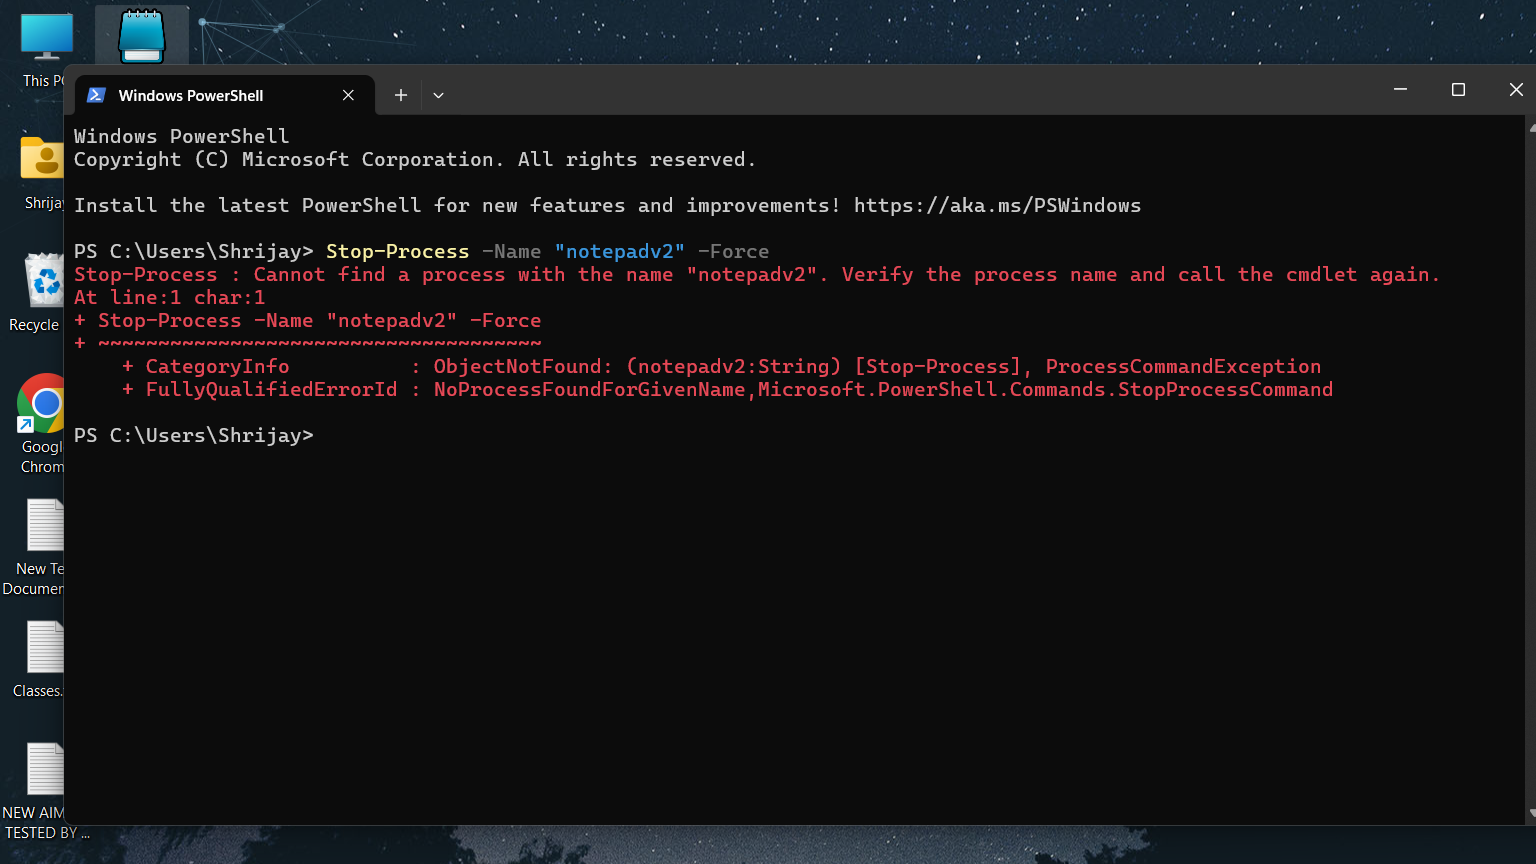 This PC
Shrijay
Recycle
Google
Chrom
New Te
Documen
Classes.
NEW AIM
TESTED BY ...
Windows PowerShell
Windows PowerShell
Copyright (C) Microsoft Corporation. All rights reserved.
Install the latest PowerShell for new features and improvements! https://aka.ms/PSWindows
PS C:\Users\Shrijay> Stop-Process -Name "notepadv2" -Force
Stop-Process : Cannot find a process with the name "notepadv2". Verify the process name and call the cmdlet again.
At line:1 char:1
+ Stop-Process -Name "notepadv2" -Force
+ ~~~~~~~~~~~~~~~~~~~~~~~~~~~~~~~~~~~~~
    + CategoryInfo          : ObjectNotFound: (notepadv2:String) [Stop-Process], ProcessCommandException
    + FullyQualifiedErrorId : NoProcessFoundForGivenName,Microsoft.PowerShell.Commands.StopProcessCommand
PS C:\Users\Shrijay>